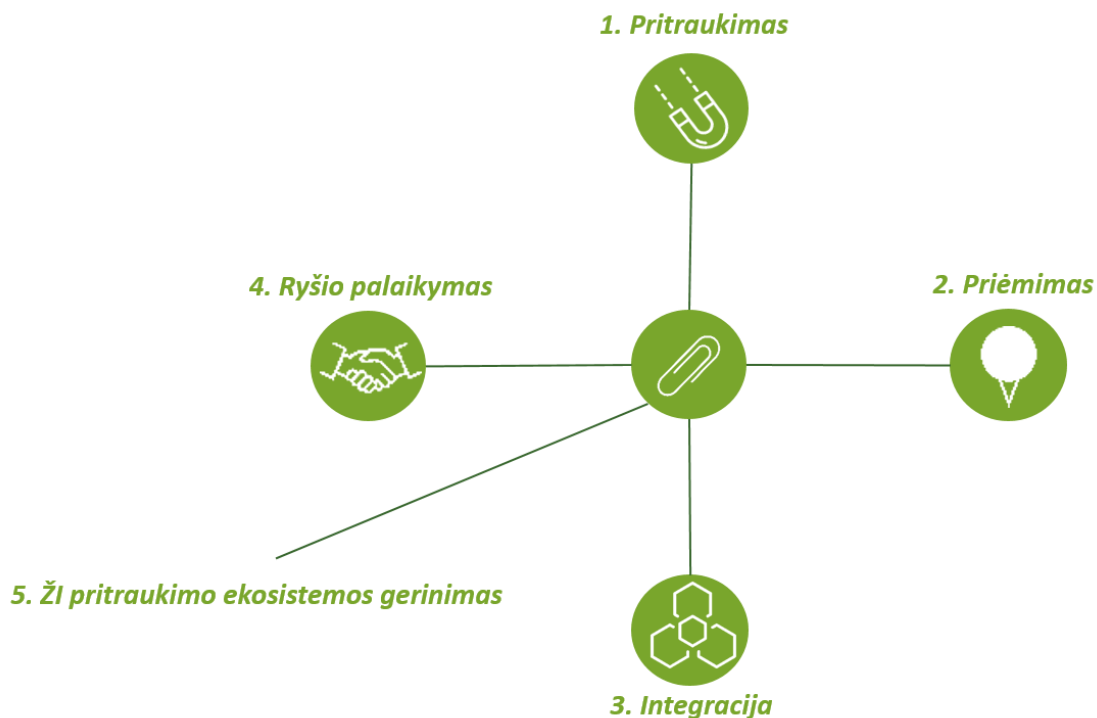 1. Pritraukimas
2. Priėmimas
3. Integracija
4. Ryšio palaikymas
5. ŽI pritraukimo ekosistemos gerinimas